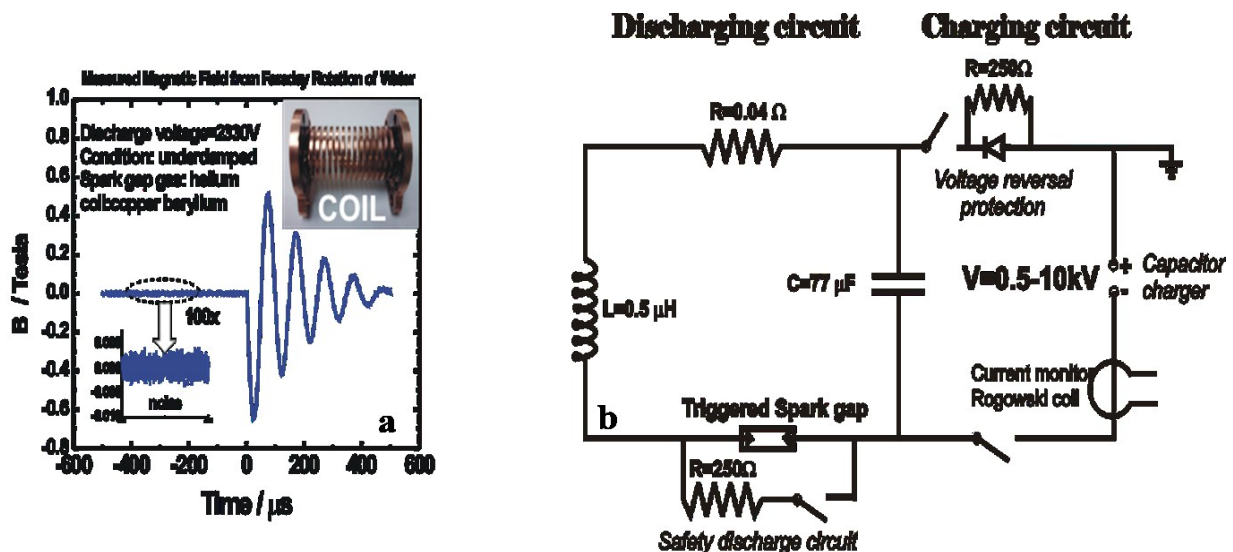 Measured Magnetic Field from Faraday Rotation of Water
1.0
0.8
0.6
0.4
0.2
0.0
-0.2
-0.4
-0.6
-0.8
B / Tesla
Discharge voltage=2330V
Condition: underdamped
Spark gap gas: helium
coil:copper beryllium
COIL
100x
noise
a
-600
-400
-200
0
200
400
600
Time / μs
Discharging circuit
Charging circuit
R=0.04 Ω
R=250Ω
Voltage reversal
protection
L=0.5 μH
C=77 μF
V=0.5-10kV
+
-
Capacitor
charger
Current monitor
Rogowski coil
b
Triggered Spark gap
R=250Ω
Safety discharge circuit